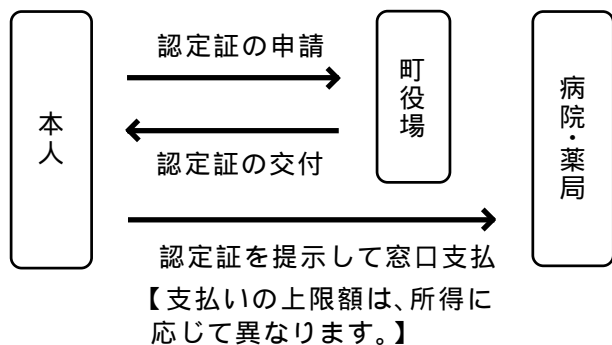 本人
認定証の申請
認定証の交付
町役場
病院・薬局
認定証を提示して窓口支払
【支払いの上限額は、所得に
応じて異なります。】